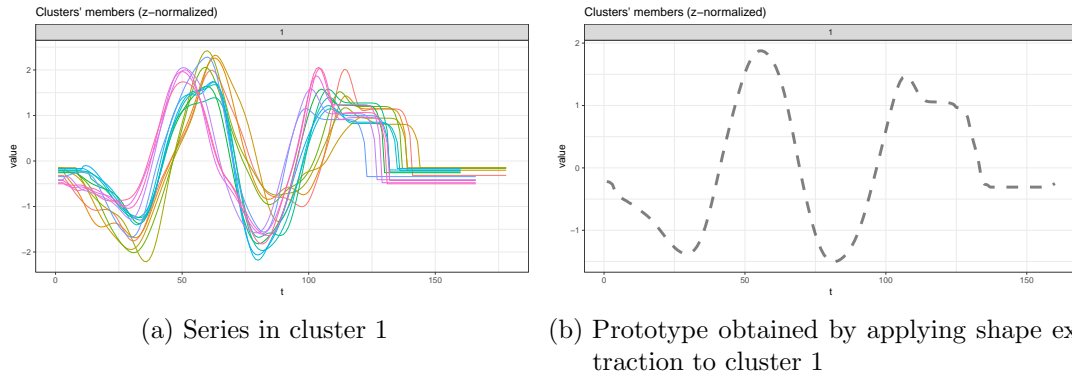 Clusters' members (z-normalized)
1
2
1
0
−1
−2
value
0
50
100
150
t
(a) Series in cluster 1
Clusters' members (z-normalized)
1
2
1
0
−1
value
0
50
100
150
t
(b) Prototype obtained by applying shape ex-
traction to cluster 1